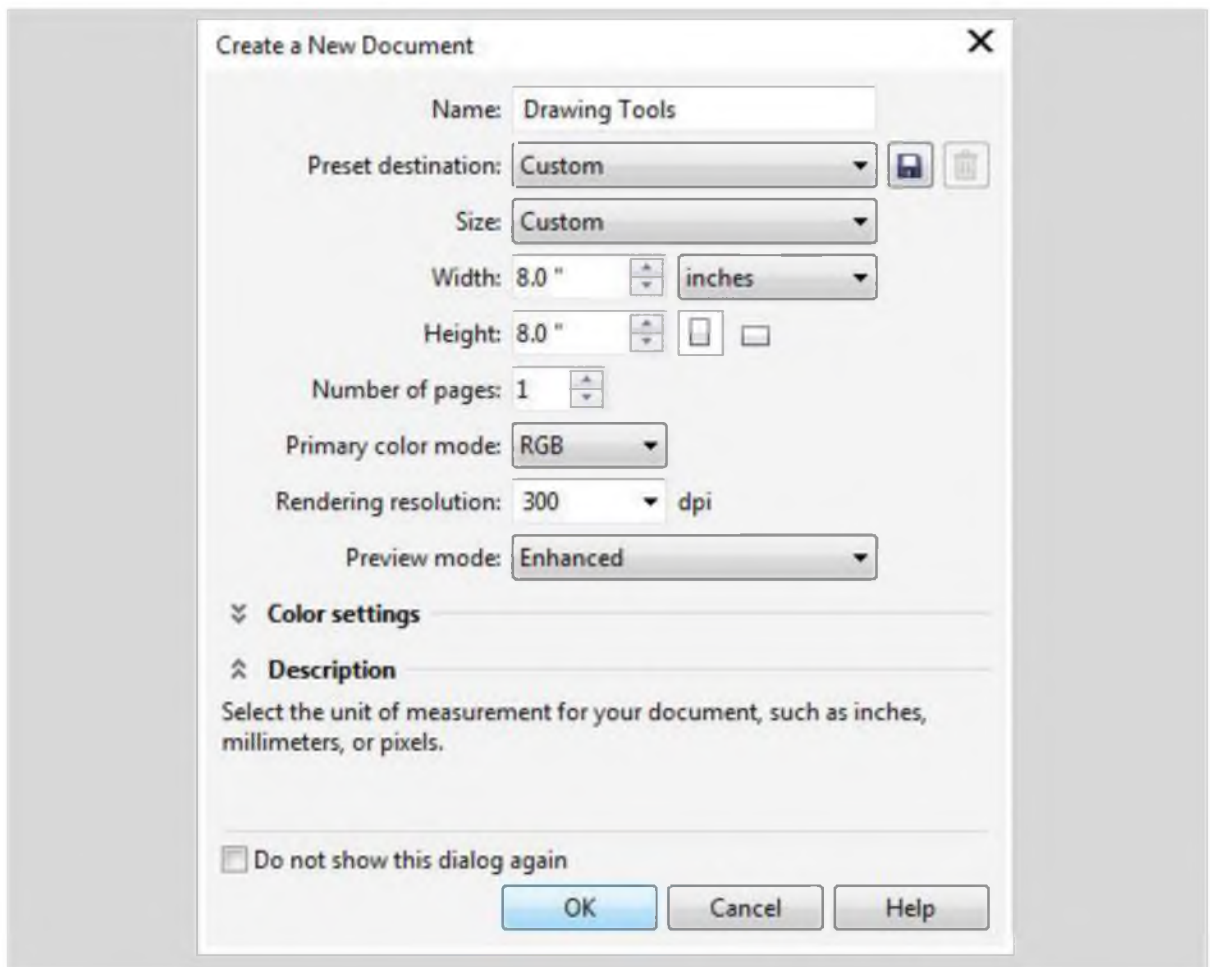 Create a New Document
Name: Drawing Tools
Preset destination: Custom
Size: Custom
Width: 8.0 " inches
Height: 8.0 "
Number of pages: 1
Primary color mode: RGB
Rendering resolution: 300 dpi
Preview mode: Enhanced
Color settings
Description
Select the unit of measurement for your document, such as inches,
millimeters, or pixels.
Do not show this dialog again
OK Cancel Help